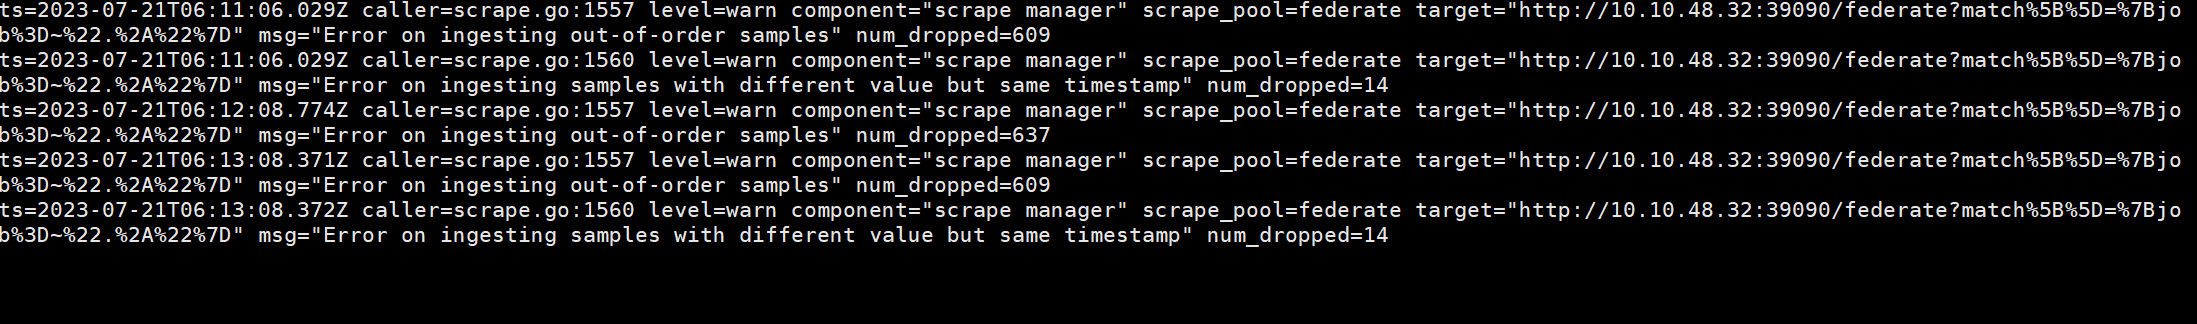 ts=2023-07-21T06:11:06.029Z caller=scrape.go:1557 level=warn component="scrape manager" scrape_pool=federate target="http://10.10.48.32:39090/federate?match%5B%5D=%7Bjo
b%3D~%22.%2A%22%7D" msg="Error on ingesting out-of-order samples" num_dropped=609
ts=2023-07-21T06:11:06.029Z caller=scrape.go:1560 level=warn component="scrape manager" scrape_pool=federate target="http://10.10.48.32:39090/federate?match%5B%5D=%7Bjo
b%3D~%22.%2A%22%7D" msg="Error on ingesting samples with different value but same timestamp" num_dropped=14
ts=2023-07-21T06:12:08.774Z caller=scrape.go:1557 level=warn component="scrape manager" scrape_pool=federate target="http://10.10.48.32:39090/federate?match%5B%5D=%7Bjo
b%3D~%22.%2A%22%7D" msg="Error on ingesting out-of-order samples" num_dropped=637
ts=2023-07-21T06:13:08.371Z caller=scrape.go:1557 level=warn component="scrape manager" scrape_pool=federate target="http://10.10.48.32:39090/federate?match%5B%5D=%7Bjo
b%3D~%22.%2A%22%7D" msg="Error on ingesting out-of-order samples" num_dropped=609
ts=2023-07-21T06:13:08.372Z caller=scrape.go:1560 level=warn component="scrape manager" scrape_pool=federate target="http://10.10.48.32:39090/federate?match%5B%5D=%7Bjo
b%3D~%22.%2A%22%7D" msg="Error on ingesting samples with different value but same timestamp" num_dropped=14